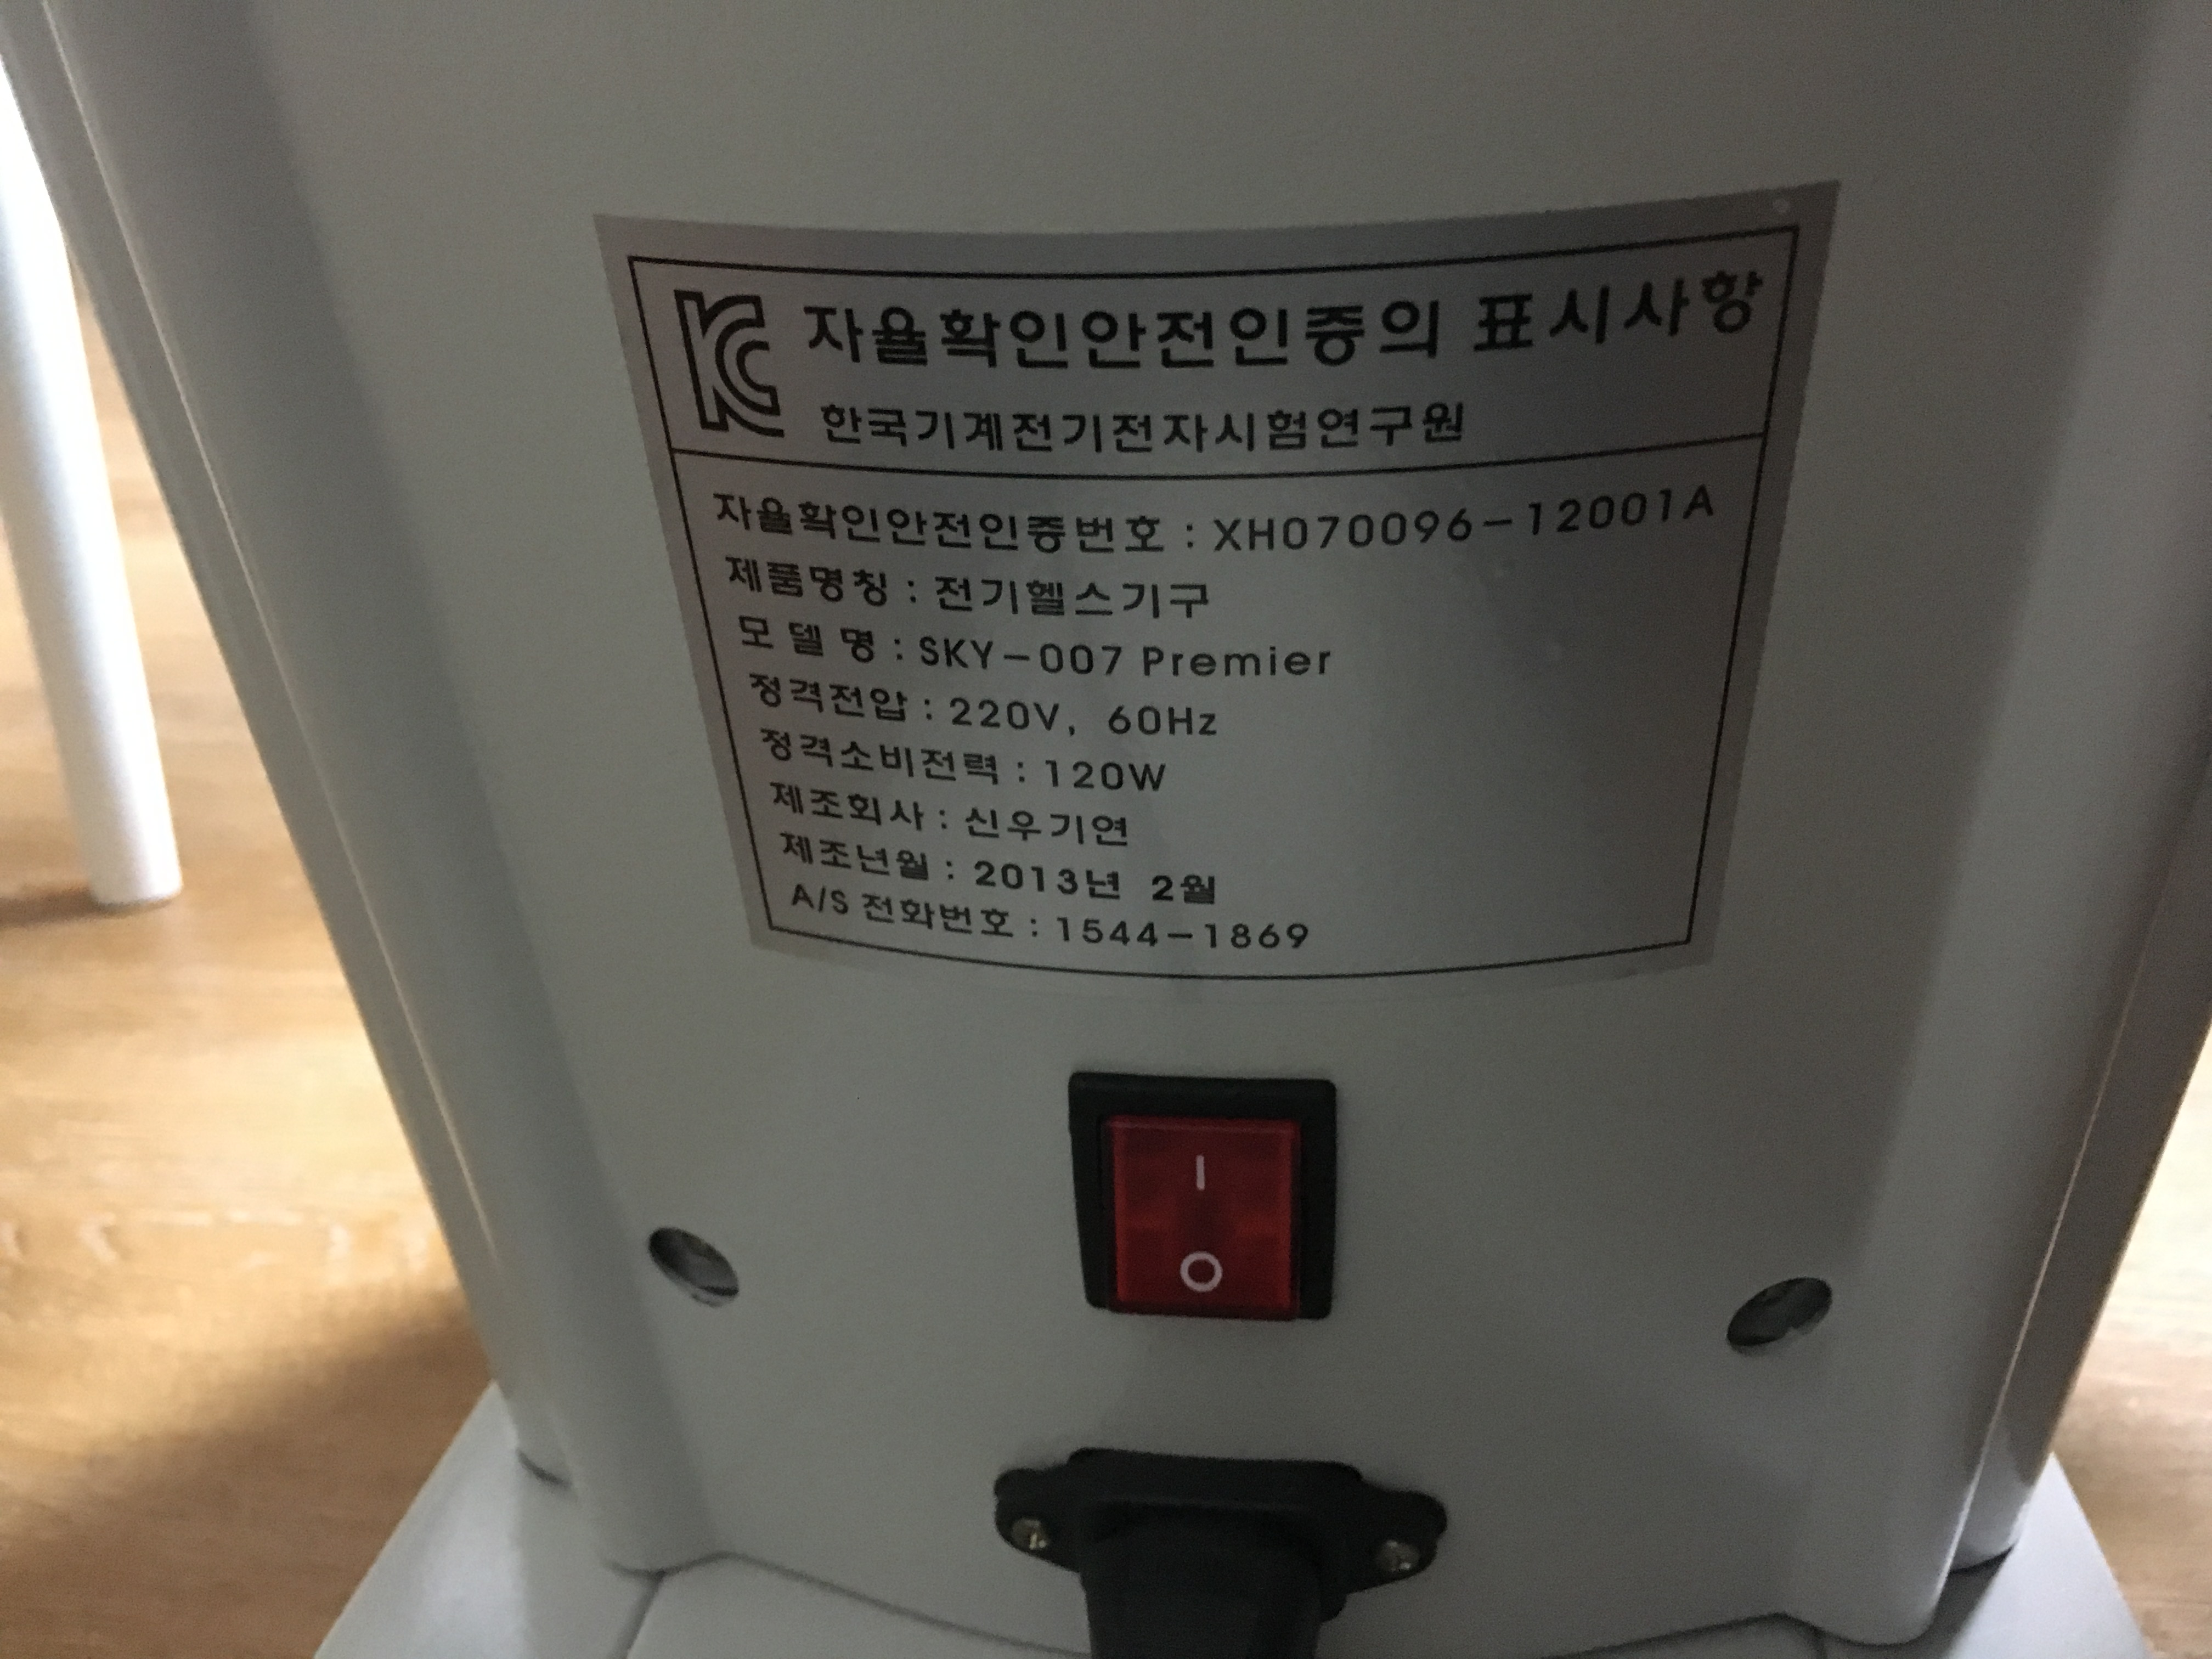 KC 자율확인안전인증의 표시사항
한국기계전기전자시험연구원
자율확인안전인증번호 : XH070096-12001A
제품명칭 : 전기헬스기구
모 델 명 : SKY-007 Premier
정격전압 : 220V, 60Hz
정격소비전력 : 120W
제조회사 : 신우기연
제조년월 : 2013년 2월
A/S 전화번호 : 1544-1869
I
O